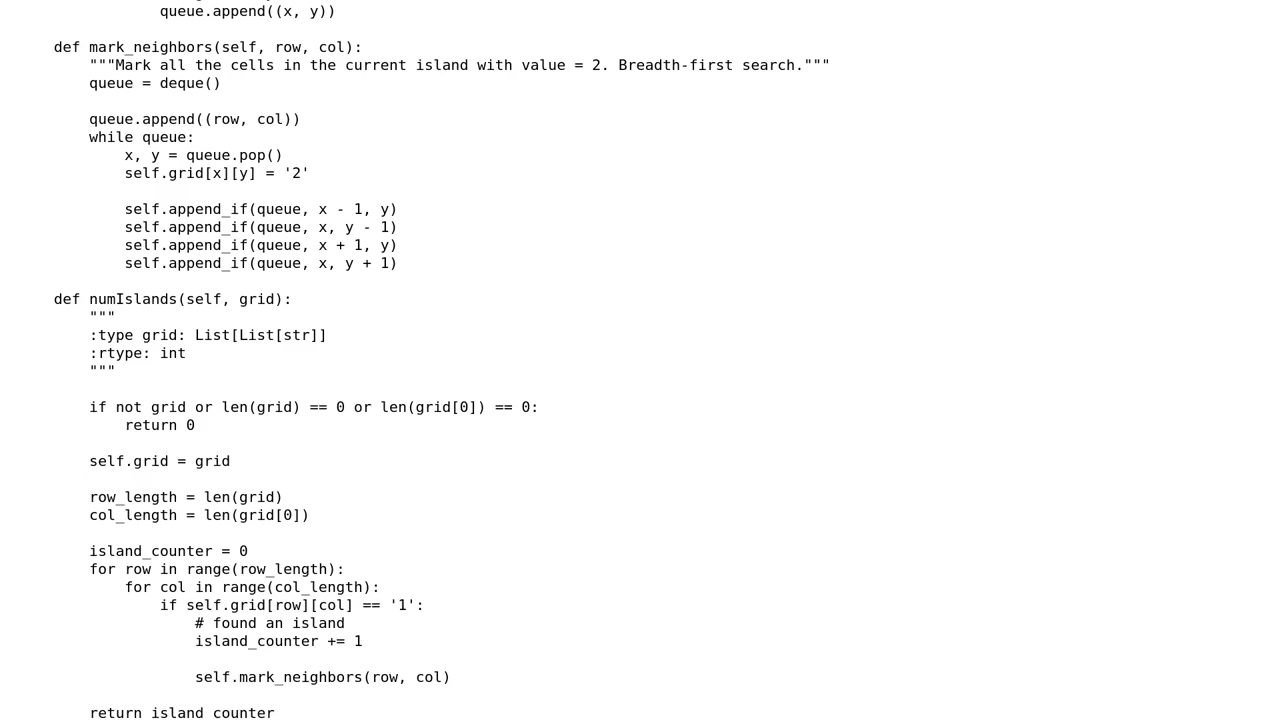 queue.append((x, y))
def mark_neighbors(self, row, col):
"""Mark all the cells in the current island with value = 2. Breadth-first search."""
queue = deque()
queue.append((row, col))
while queue:
x, y = queue.pop()
self.grid[x][y] = '2'
self.append_if(queue, x - 1, y)
self.append_if(queue, x, y - 1)
self.append_if(queue, x + 1, y)
self.append_if(queue, x, y + 1)
def numIslands(self, grid):
"""
:type grid: List[List[str]]
:rtype: int
"""
if not grid or len(grid) == 0 or len(grid[0]) == 0:
return 0
self.grid = grid
row_length = len(grid)
col_length = len(grid[0])
island_counter = 0
for row in range(row_length):
for col in range(col_length):
if self.grid[row][col] == '1':
# found an island
island_counter += 1
self.mark_neighbors(row, col)
return island counter